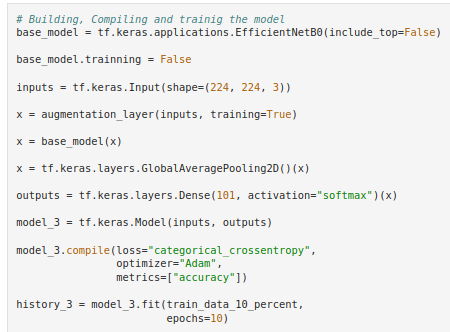 # Building, Compiling and trainig the model
base_model = tf.keras.applications.EfficientNetB0(include_top=False)
base_model.trainning = False
inputs = tf.keras.Input(shape=(224, 224, 3))
x = augmentation_layer(inputs, training=True)
x = base_model(x)
x = tf.keras.layers.GlobalAveragePooling2D()(x)
outputs = tf.keras.layers.Dense(101, activation="softmax")(x)
model_3 = tf.keras.Model(inputs, outputs)
model_3.compile(loss="categorical_crossentropy",
optimizer="Adam",
metrics=["accuracy"])
history_3 = model_3.fit(train_data_10_percent,
epochs=10)